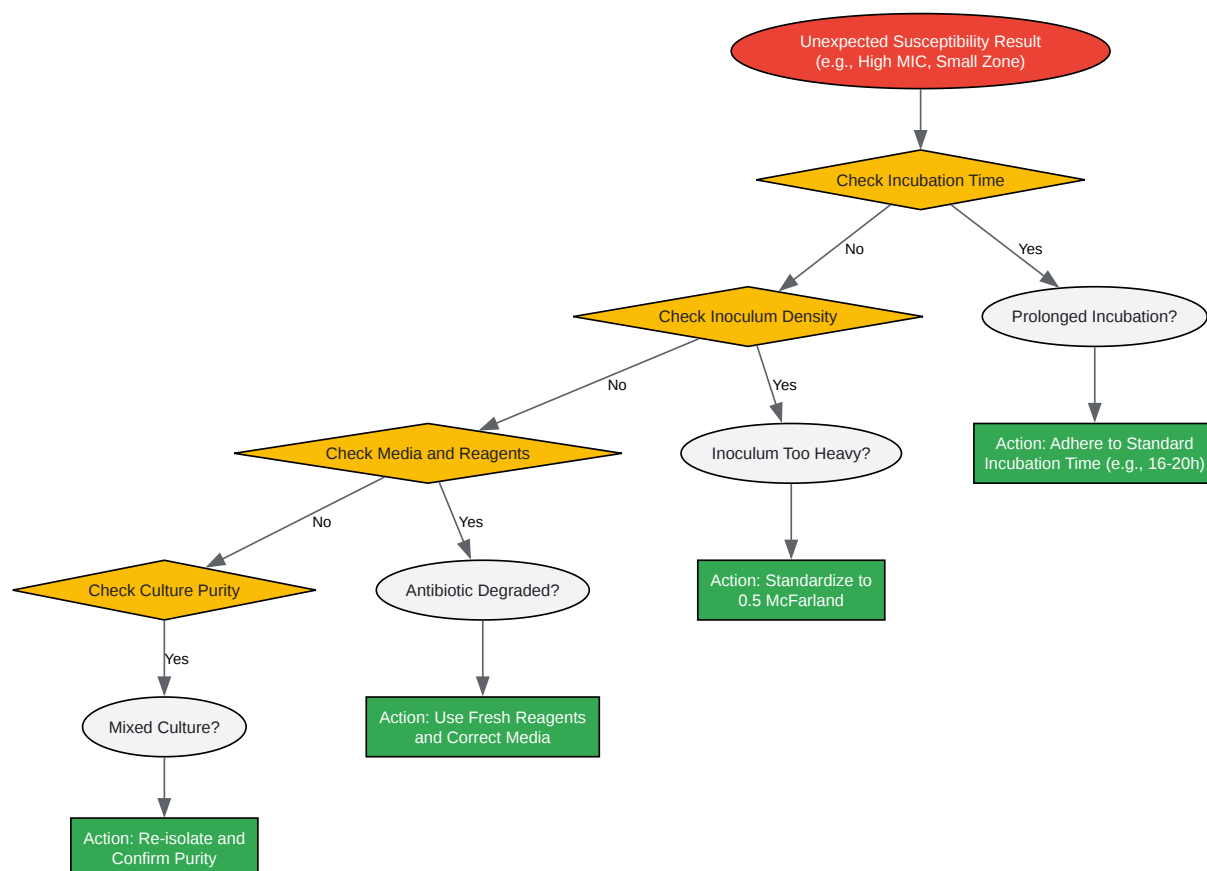 Unexpected Susceptibility Result
(e.g., High MIC, Small Zone)
Check Incubation Time
No
Yes
Check Inoculum Density
Prolonged Incubation?
No
Yes
Check Media and Reagents
Inoculum Too Heavy?
Action: Adhere to Standard
Incubation Time (e.g., 16-20h)
No
Yes
Check Culture Purity
Antibiotic Degraded?
Action: Standardize to
0.5 McFarland
Yes
Mixed Culture?
Action: Use Fresh Reagents
and Correct Media
Action: Re-isolate and
Confirm Purity